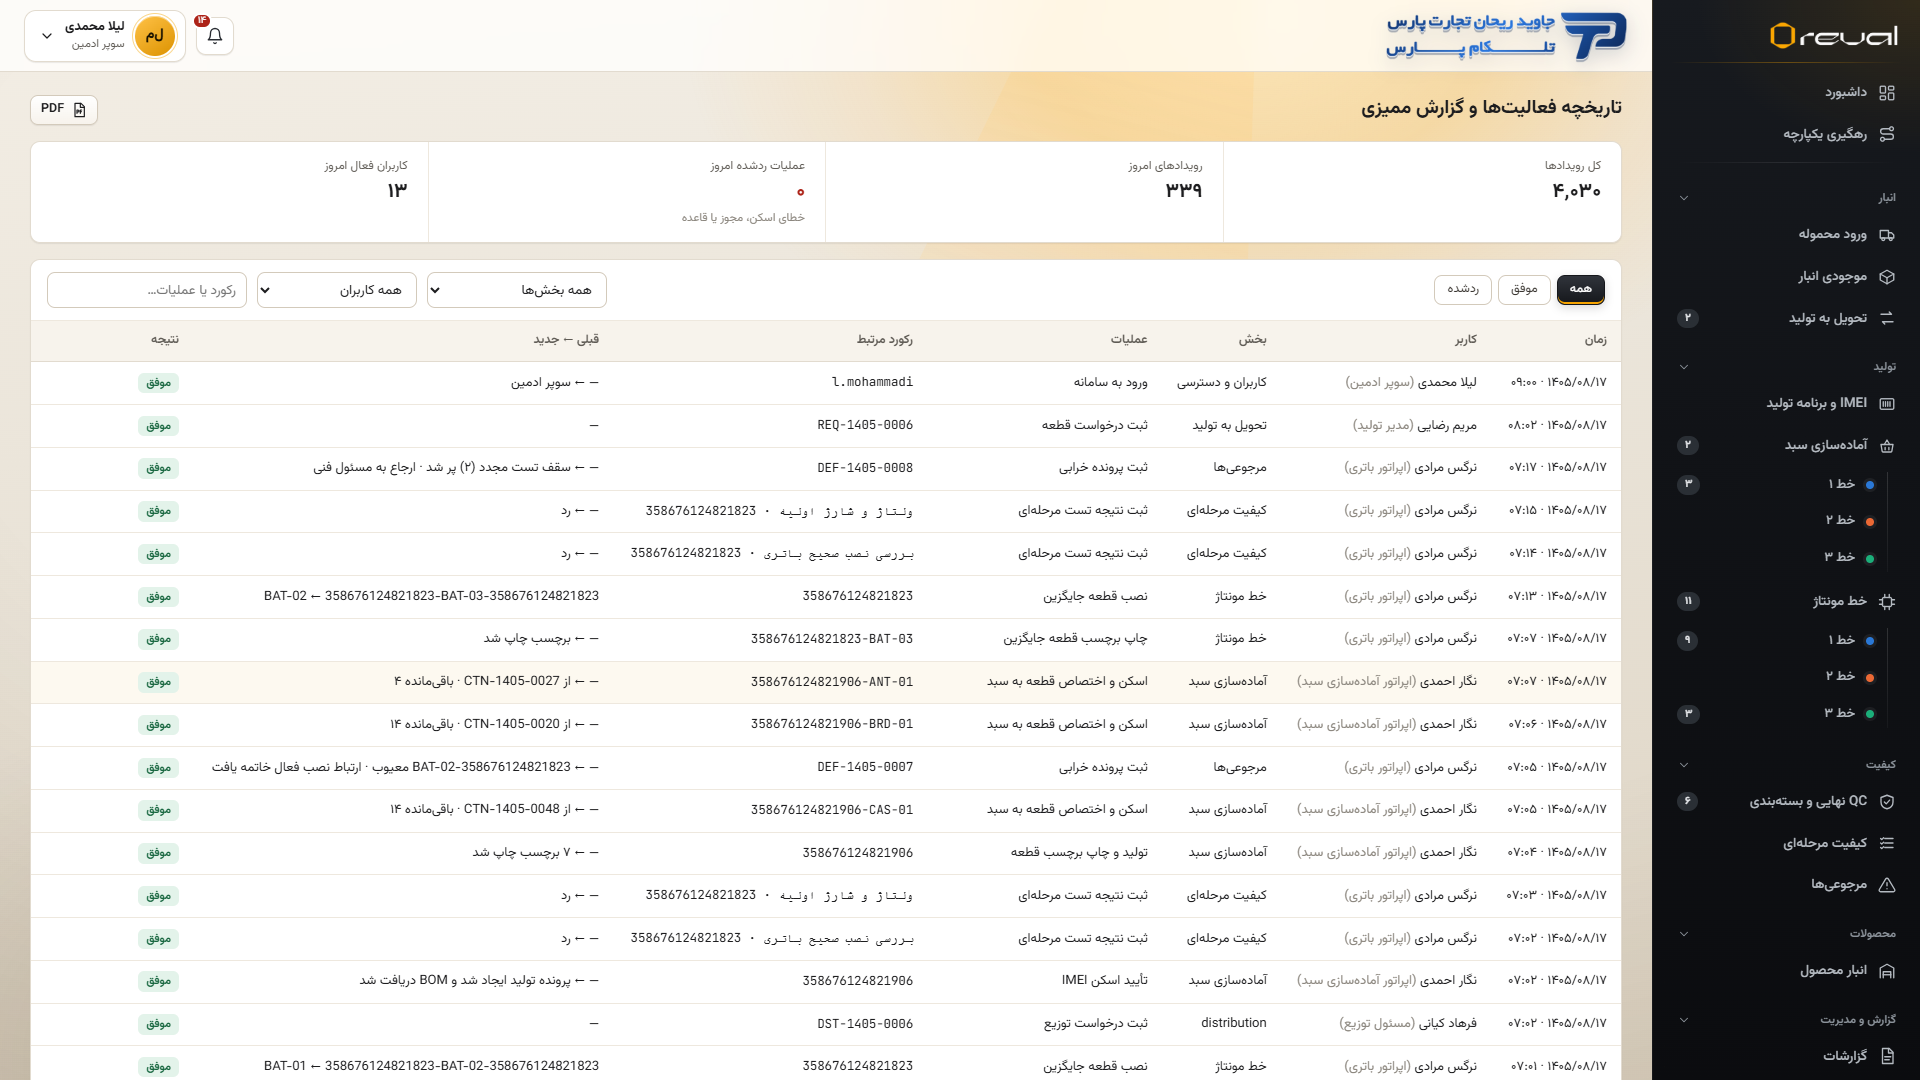 reval
داشبورد
رهگیری یکپارچه
انبار
ورود محموله
موجودی انبار
تحویل به تولید ۲
تولید
IMEI و برنامه تولید
آماده‌سازی سبد ۲
خط ۱ ۳
خط ۲
خط ۳
خط مونتاژ ۱۱
خط ۱ ۹
خط ۲
خط ۳ ۳
کیفیت
QC نهایی و بسته‌بندی ۶
کیفیت مرحله‌ای
مرجوعی‌ها
محصولات
انبار محصول
گزارش و مدیریت
گزارشات
جاوید ریحان تجارت پارس
تلکام پارس
۱۴
ل‌م
لیلا محمدی
سوپر ادمین
تاریخچه فعالیت‌ها و گزارش ممیزی
PDF
کل رویدادها
۴,۰۳۰
رویدادهای امروز
۳۳۹
عملیات ردشده امروز
۰
خطای اسکن، مجوز یا قاعده
کاربران فعال امروز
۱۳
همه موفق ردشده همه بخش‌ها همه کاربران رکورد یا عملیات...
زمان کاربر بخش عملیات رکورد مرتبط قبلی ← جدید نتیجه
۱۴۰۵/۰۸/۱۷ · ۰۹:۰۰ لیلا محمدی (سوپر ادمین) کاربران و دسترسی ورود به سامانه l.mohammadi — ← سوپر ادمین موفق
۱۴۰۵/۰۸/۱۷ · ۰۸:۰۲ مریم رضایی (مدیر تولید) تحویل به تولید ثبت درخواست قطعه REQ-1405-0006 — موفق
۱۴۰۵/۰۸/۱۷ · ۰۷:۱۷ نرگس مرادی (اپراتور باتری) مرجوعی‌ها ثبت پرونده خرابی DEF-1405-0008 — ← سقف تست مجدد (۲) پر شد · ارجاع به مسئول فنی موفق
۱۴۰۵/۰۸/۱۷ · ۰۷:۱۵ نرگس مرادی (اپراتور باتری) کیفیت مرحله‌ای ثبت نتیجه تست مرحله‌ای ولتاژ و شارژ اولیه · 358676124821823 — ← رد موفق
۱۴۰۵/۰۸/۱۷ · ۰۷:۱۴ نرگس مرادی (اپراتور باتری) کیفیت مرحله‌ای ثبت نتیجه تست مرحله‌ای بررسی نصب صحیح باتری · 358676124821823 — ← رد موفق
۱۴۰۵/۰۸/۱۷ · ۰۷:۱۳ نرگس مرادی (اپراتور باتری) خط مونتاژ نصب قطعه جایگزین 358676124821823 BAT-02 ← 358676124821823-BAT-03-358676124821823 موفق
۱۴۰۵/۰۸/۱۷ · ۰۷:۰۷ نرگس مرادی (اپراتور باتری) خط مونتاژ چاپ برچسب قطعه جایگزین 358676124821823-BAT-03 — ← برچسب چاپ شد موفق
۱۴۰۵/۰۸/۱۷ · ۰۷:۰۷ نگار احمدی (اپراتور آماده‌سازی سبد) آماده‌سازی سبد اسکن و اختصاص قطعه به سبد 358676124821906-ANT-01 — ← از CTN-1405-0027 · باقی‌مانده ۴ موفق
۱۴۰۵/۰۸/۱۷ · ۰۷:۰۶ نگار احمدی (اپراتور آماده‌سازی سبد) آماده‌سازی سبد اسکن و اختصاص قطعه به سبد 358676124821906-BRD-01 — ← از CTN-1405-0020 · باقی‌مانده ۱۴ موفق
۱۴۰۵/۰۸/۱۷ · ۰۷:۰۵ نرگس مرادی (اپراتور باتری) مرجوعی‌ها ثبت پرونده خرابی DEF-1405-0007 — ← BAT-02-358676124821823 معیوب · ارتباط نصب فعال خاتمه یافت موفق
۱۴۰۵/۰۸/۱۷ · ۰۷:۰۵ نگار احمدی (اپراتور آماده‌سازی سبد) آماده‌سازی سبد اسکن و اختصاص قطعه به سبد 358676124821906-CAS-01 — ← از CTN-1405-0048 · باقی‌مانده ۱۴ موفق
۱۴۰۵/۰۸/۱۷ · ۰۷:۰۴ نگار احمدی (اپراتور آماده‌سازی سبد) آماده‌سازی سبد تولید و چاپ برچسب قطعه 358676124821906 — ← ۷ برچسب چاپ شد موفق
۱۴۰۵/۰۸/۱۷ · ۰۷:۰۳ نرگس مرادی (اپراتور باتری) کیفیت مرحله‌ای ثبت نتیجه تست مرحله‌ای ولتاژ و شارژ اولیه · 358676124821823 — ← رد موفق
۱۴۰۵/۰۸/۱۷ · ۰۷:۰۲ نرگس مرادی (اپراتور باتری) کیفیت مرحله‌ای ثبت نتیجه تست مرحله‌ای بررسی نصب صحیح باتری · 358676124821823 — ← رد موفق
۱۴۰۵/۰۸/۱۷ · ۰۷:۰۲ نگار احمدی (اپراتور آماده‌سازی سبد) آماده‌سازی سبد تأیید اسکن IMEI 358676124821906 — ← پرونده تولید ایجاد شد و BOM دریافت شد موفق
۱۴۰۵/۰۸/۱۷ · ۰۷:۰۲ فرهاد کیانی (مسئول توزیع) distribution ثبت درخواست توزیع DST-1405-0006 — موفق
۱۴۰۵/۰۸/۱۷ · ۰۷:۰۱ نرگس مرادی (اپراتور باتری) خط مونتاژ نصب قطعه جایگزین 358676124821823 BAT-01 ← 358676124821823-BAT-02-358676124821823 موفق